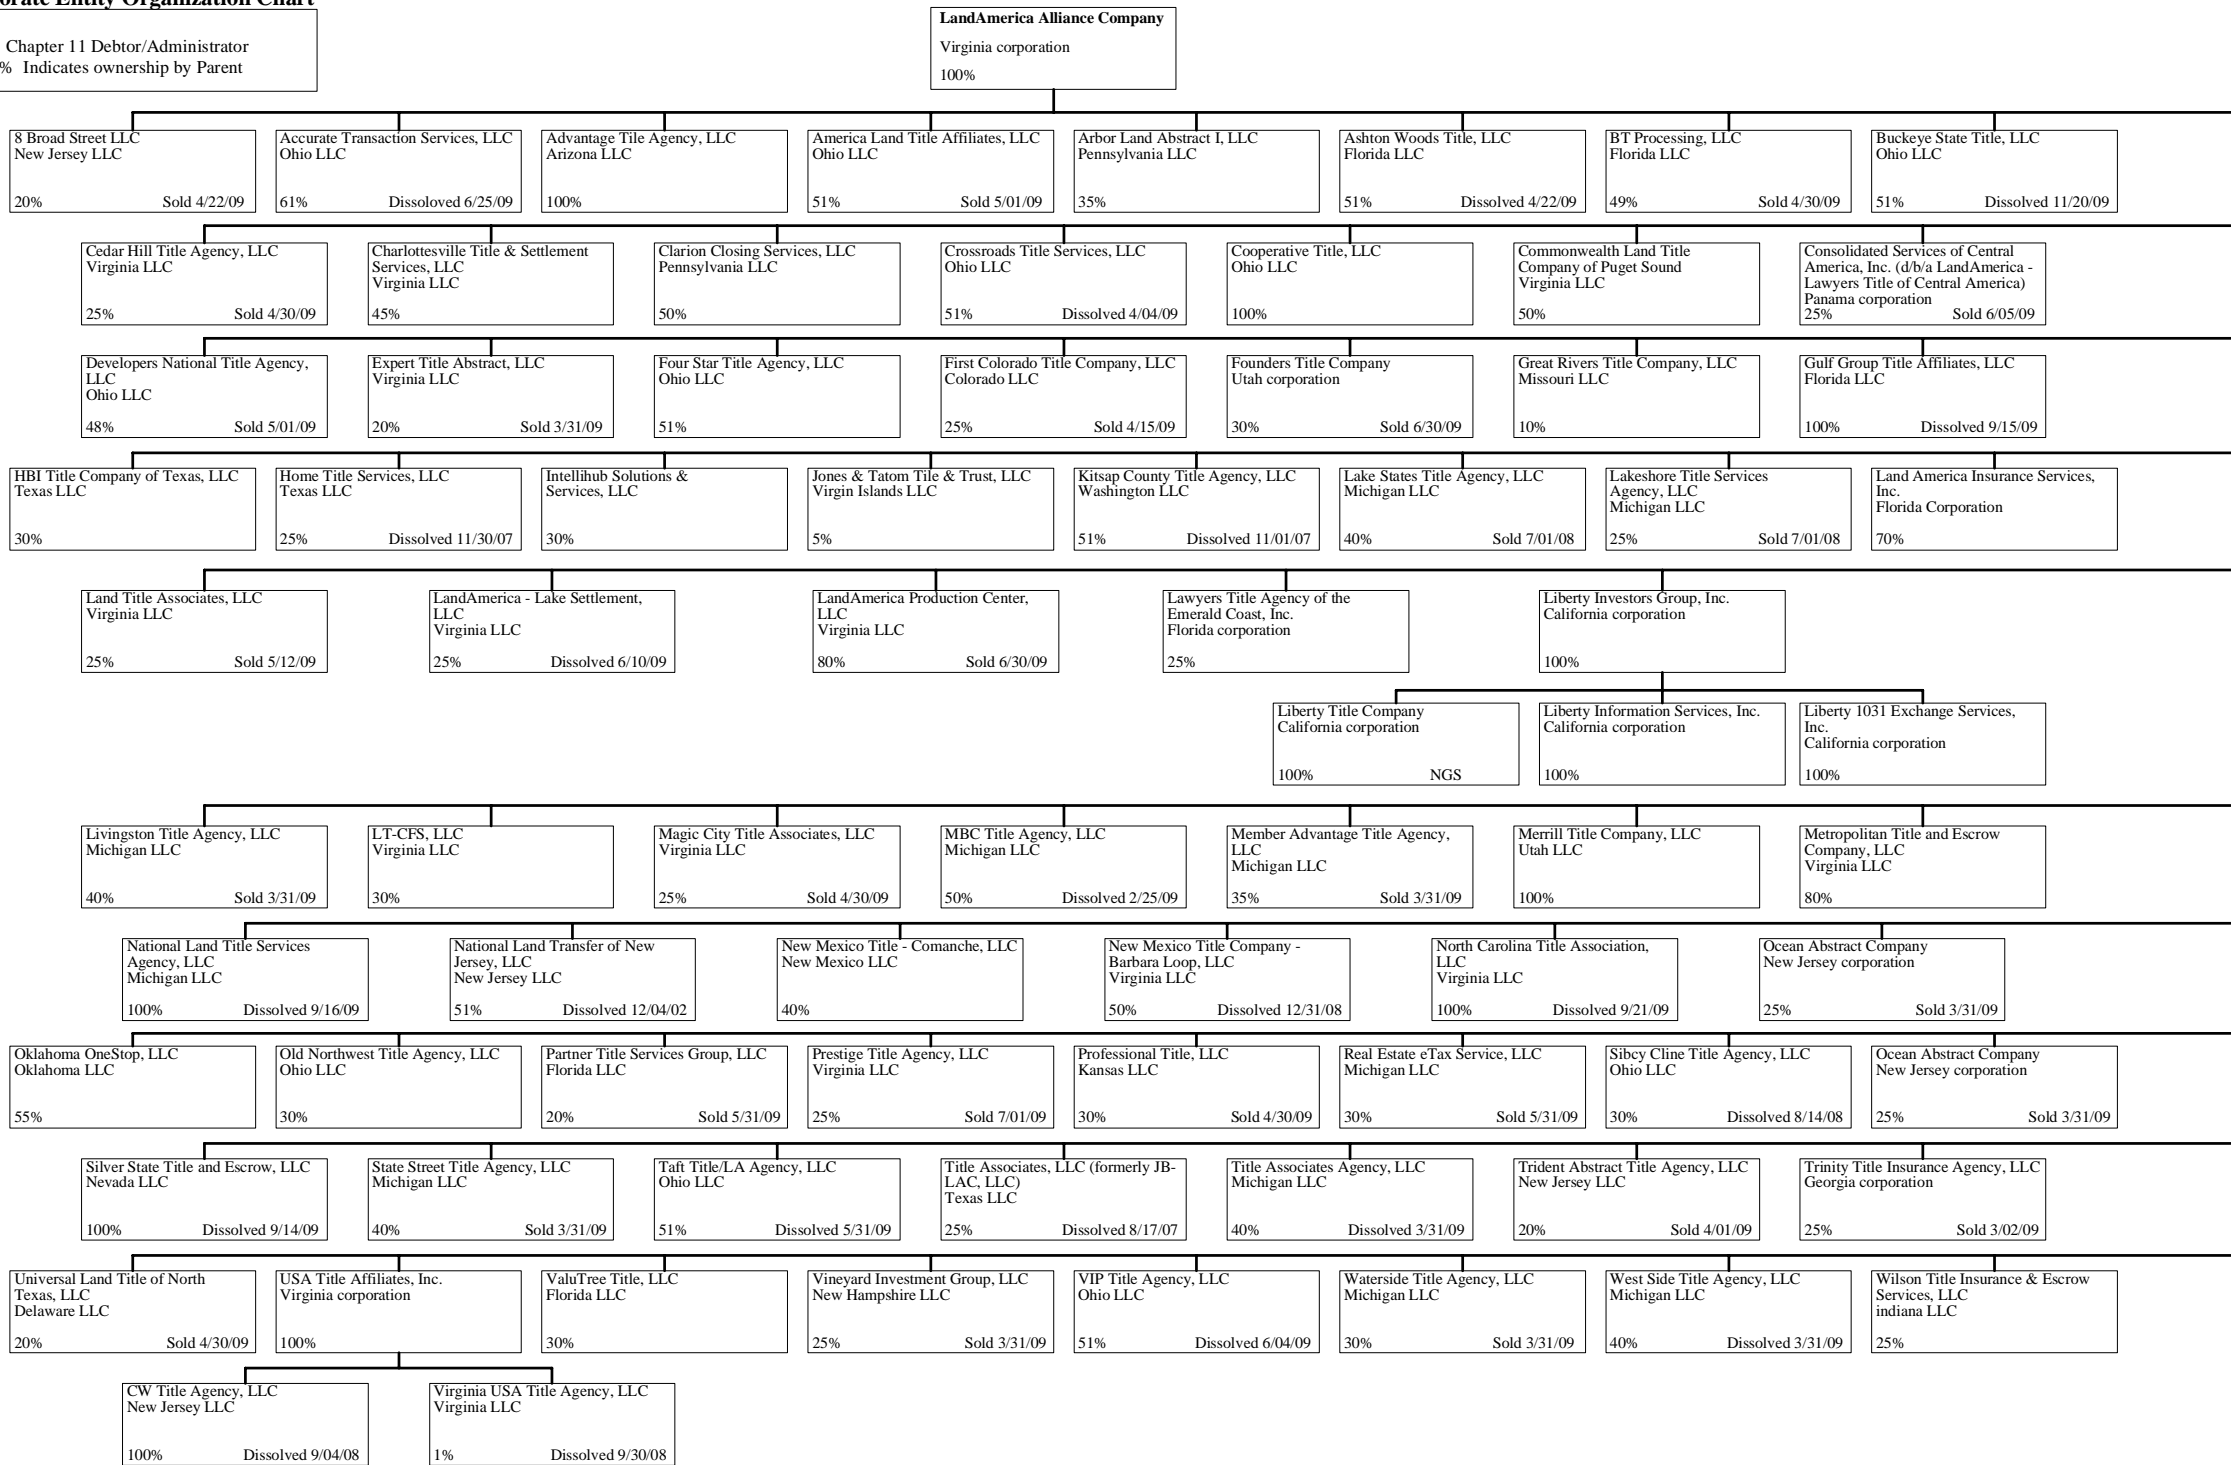 orate Entity Organization Chart
Chapter 11 Debtor/Administrator
% Indicates ownership by Parent
LandAmerica Alliance Company
Virginia corporation
100%
8 Broad Street LLC
New Jersey LLC
20% Sold 4/22/09
Accurate Transaction Services, LLC
Ohio LLC
61% Dissoloved 6/25/09
Advantage Tile Agency, LLC
Arizona LLC
100%
America Land Title Affiliates, LLC
Ohio LLC
51% Sold 5/01/09
Arbor Land Abstract I, LLC
Pennsylvania LLC
35%
Ashton Woods Title, LLC
Florida LLC
51% Dissolved 4/22/09
BT Processing, LLC
Florida LLC
49% Sold 4/30/09
Buckeye State Title, LLC
Ohio LLC
51% Dissolved 11/20/09
Cedar Hill Title Agency, LLC
Virginia LLC
25% Sold 4/30/09
Charlottesville Title & Settlement
Services, LLC
Virginia LLC
45%
Clarion Closing Services, LLC
Pennsylvania LLC
50%
Crossroads Title Services, LLC
Ohio LLC
51% Dissolved 4/04/09
Cooperative Title, LLC
Ohio LLC
100%
Commonwealth Land Title
Company of Puget Sound
Virginia LLC
50%
Consolidated Services of Central
America, Inc. (d/b/a LandAmerica -
Lawyers Title of Central America)
Panama corporation
25% Sold 6/05/09
Developers National Title Agency,
LLC
Ohio LLC
48% Sold 5/01/09
Expert Title Abstract, LLC
Virginia LLC
20% Sold 3/31/09
Four Star Title Agency, LLC
Ohio LLC
51%
First Colorado Title Company, LLC
Colorado LLC
25% Sold 4/15/09
Founders Title Company
Utah corporation
30% Sold 6/30/09
Great Rivers Title Company, LLC
Missouri LLC
10%
Gulf Group Title Affiliates, LLC
Florida LLC
100% Dissolved 9/15/09
HBI Title Company of Texas, LLC
Texas LLC
30%
Home Title Services, LLC
Texas LLC
25% Dissolved 11/30/07
Intellihub Solutions &
Services, LLC
30%
Jones & Tatom Tile & Trust, LLC
Virgin Islands LLC
5%
Kitsap County Title Agency, LLC
Washington LLC
51% Dissolved 11/01/07
Lake States Title Agency, LLC
Michigan LLC
40% Sold 7/01/08
Lakeshore Title Services
Agency, LLC
Michigan LLC
25% Sold 7/01/08
Land America Insurance Services,
Inc.
Florida Corporation
70%
Land Title Associates, LLC
Virginia LLC
25% Sold 5/12/09
LandAmerica - Lake Settlement,
LLC
Virginia LLC
25% Dissolved 6/10/09
LandAmerica Production Center,
LLC
Virginia LLC
80% Sold 6/30/09
Lawyers Title Agency of the
Emerald Coast, Inc.
Florida corporation
25%
Liberty Investors Group, Inc.
California corporation
100%
Liberty Title Company
California corporation
100% NGS
Liberty Information Services, Inc.
California corporation
100%
Liberty 1031 Exchange Services,
Inc.
California corporation
100%
Livingston Title Agency, LLC
Michigan LLC
40% Sold 3/31/09
LT-CFS, LLC
Virginia LLC
30%
Magic City Title Associates, LLC
Virginia LLC
25% Sold 4/30/09
MBC Title Agency, LLC
Michigan LLC
50% Dissolved 2/25/09
Member Advantage Title Agency,
LLC
Michigan LLC
35% Sold 3/31/09
Merrill Title Company, LLC
Utah LLC
100%
Metropolitan Title and Escrow
Company, LLC
Virginia LLC
80%
National Land Title Services
Agency, LLC
Michigan LLC
100% Dissolved 9/16/09
National Land Transfer of New
Jersey, LLC
New Jersey LLC
51% Dissolved 12/04/02
New Mexico Title - Comanche, LLC
New Mexico LLC
40%
New Mexico Title Company -
Barbara Loop, LLC
Virginia LLC
50% Dissolved 12/31/08
North Carolina Title Association,
LLC
Virginia LLC
100% Dissolved 9/21/09
Ocean Abstract Company
New Jersey corporation
25% Sold 3/31/09
Oklahoma OneStop, LLC
Oklahoma LLC
55%
Old Northwest Title Agency, LLC
Ohio LLC
30%
Partner Title Services Group, LLC
Florida LLC
20% Sold 5/31/09
Prestige Title Agency, LLC
Virginia LLC
25% Sold 7/01/09
Professional Title, LLC
Kansas LLC
30% Sold 4/30/09
Real Estate eTax Service, LLC
Michigan LLC
30% Sold 5/31/09
Sibcy Cline Title Agency, LLC
Ohio LLC
30% Dissolved 8/14/08
Ocean Abstract Company
New Jersey corporation
25% Sold 3/31/09
Silver State Title and Escrow, LLC
Nevada LLC
100% Dissolved 9/14/09
State Street Title Agency, LLC
Michigan LLC
40% Sold 3/31/09
Taft Title/LA Agency, LLC
Ohio LLC
51% Dissolved 5/31/09
Title Associates, LLC (formerly JB-
LAC, LLC)
Texas LLC
25% Dissolved 8/17/07
Title Associates Agency, LLC
Michigan LLC
40% Dissolved 3/31/09
Trident Abstract Title Agency, LLC
New Jersey LLC
20% Sold 4/01/09
Trinity Title Insurance Agency, LLC
Georgia corporation
25% Sold 3/02/09
Universal Land Title of North
Texas, LLC
Delaware LLC
20% Sold 4/30/09
USA Title Affiliates, Inc.
Virginia corporation
100%
ValuTree Title, LLC
Florida LLC
30%
Vineyard Investment Group, LLC
New Hampshire LLC
25% Sold 3/31/09
VIP Title Agency, LLC
Ohio LLC
51% Dissolved 6/04/09
Waterside Title Agency, LLC
Michigan LLC
30% Sold 3/31/09
West Side Title Agency, LLC
Michigan LLC
40% Dissolved 3/31/09
Wilson Title Insurance & Escrow
Services, LLC
indiana LLC
25%
CW Title Agency, LLC
New Jersey LLC
100% Dissolved 9/04/08
Virginia USA Title Agency, LLC
Virginia LLC
1% Dissolved 9/30/08